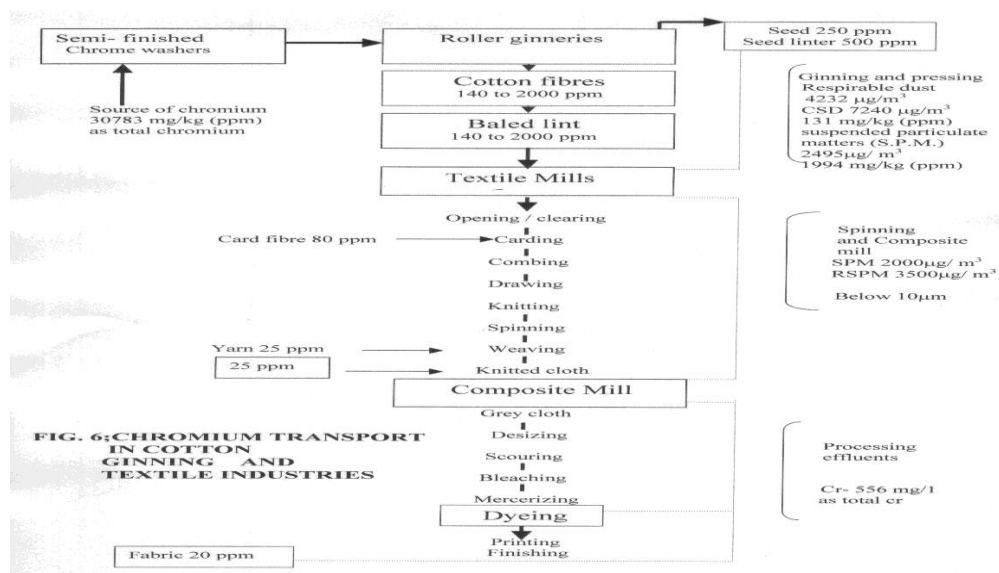 Semi- finished
Chrome washers
Roller ginneries
Seed 250 ppm
Seed linter 500 ppm
Source of chromium
30783 mg/kg (ppm)
as total chromium
Cotton fibres
140 to 2000 ppm
Baled lint
140 to 2000 ppm
Textile Mills
Ginning and pressing
Respirable dust
4232 µg/m³
CSD 7240 µg/m³
131 mg/kg (ppm)
suspended particulate
matters (S.P.M.)
2495µg/ m³
1994 mg/kg (ppm)
Opening / clearing
Card fibre 80 ppm
Carding
Combing
Drawing
Knitting
Spinning
Yarn 25 ppm
Weaving
25 ppm
Knitted cloth
Spinning
and Composite
mill
SPM 2000µg/ m³
RSPM 3500µg/ m³
Below 10µm
Composite Mill
Grey cloth
Desizing
Scouring
Bleaching
Mercerizing
Dyeing
Printing
Finishing
FIG. 6;CHROMIUM TRANSPORT
IN COTTON
GINNING AND
TEXTILE INDUSTRIES
Processing
effluents
Cr- 556 mg/1
as total cr
Fabric 20 ppm